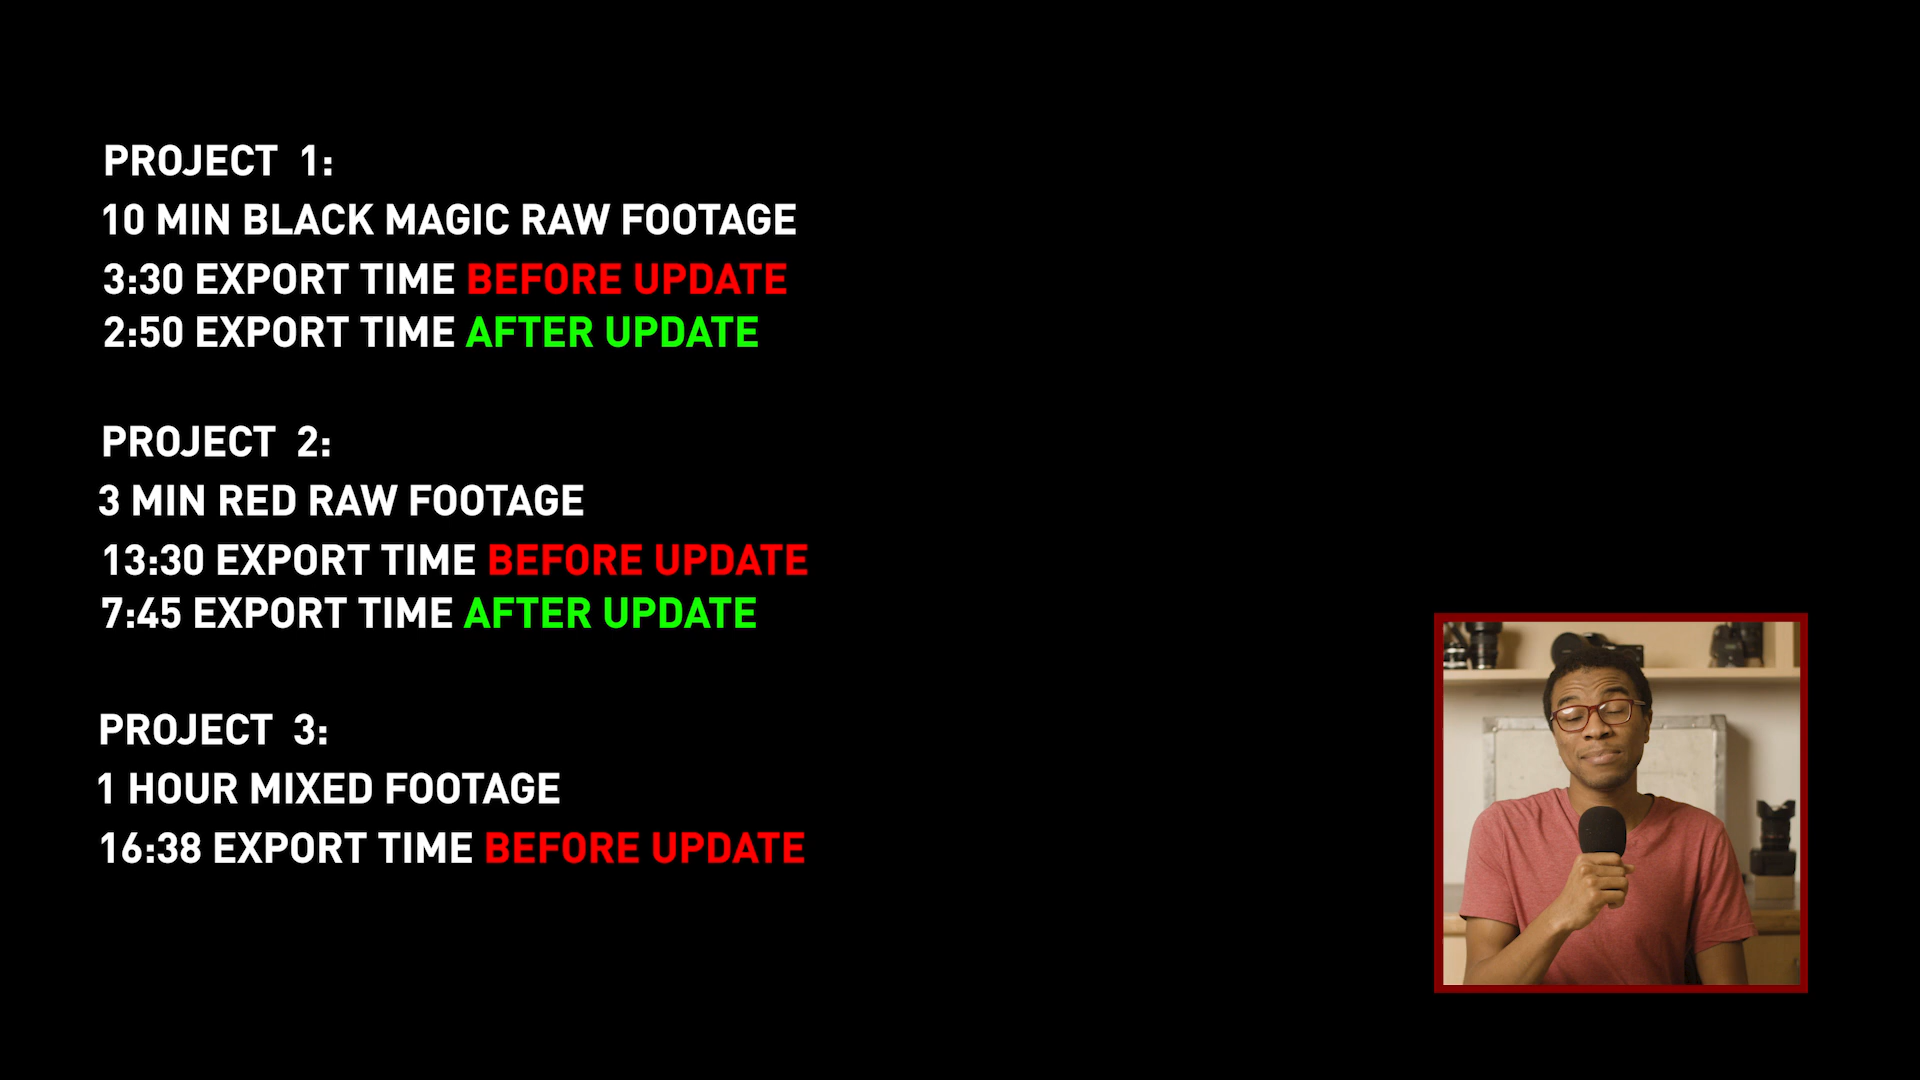 PROJECT 1:
10 MIN BLACK MAGIC RAW FOOTAGE
3:30 EXPORT TIME BEFORE UPDATE
2:50 EXPORT TIME AFTER UPDATE
PROJECT 2:
3 MIN RED RAW FOOTAGE
13:30 EXPORT TIME BEFORE UPDATE
7:45 EXPORT TIME AFTER UPDATE
PROJECT 3:
1 HOUR MIXED FOOTAGE
16:38 EXPORT TIME BEFORE UPDATE